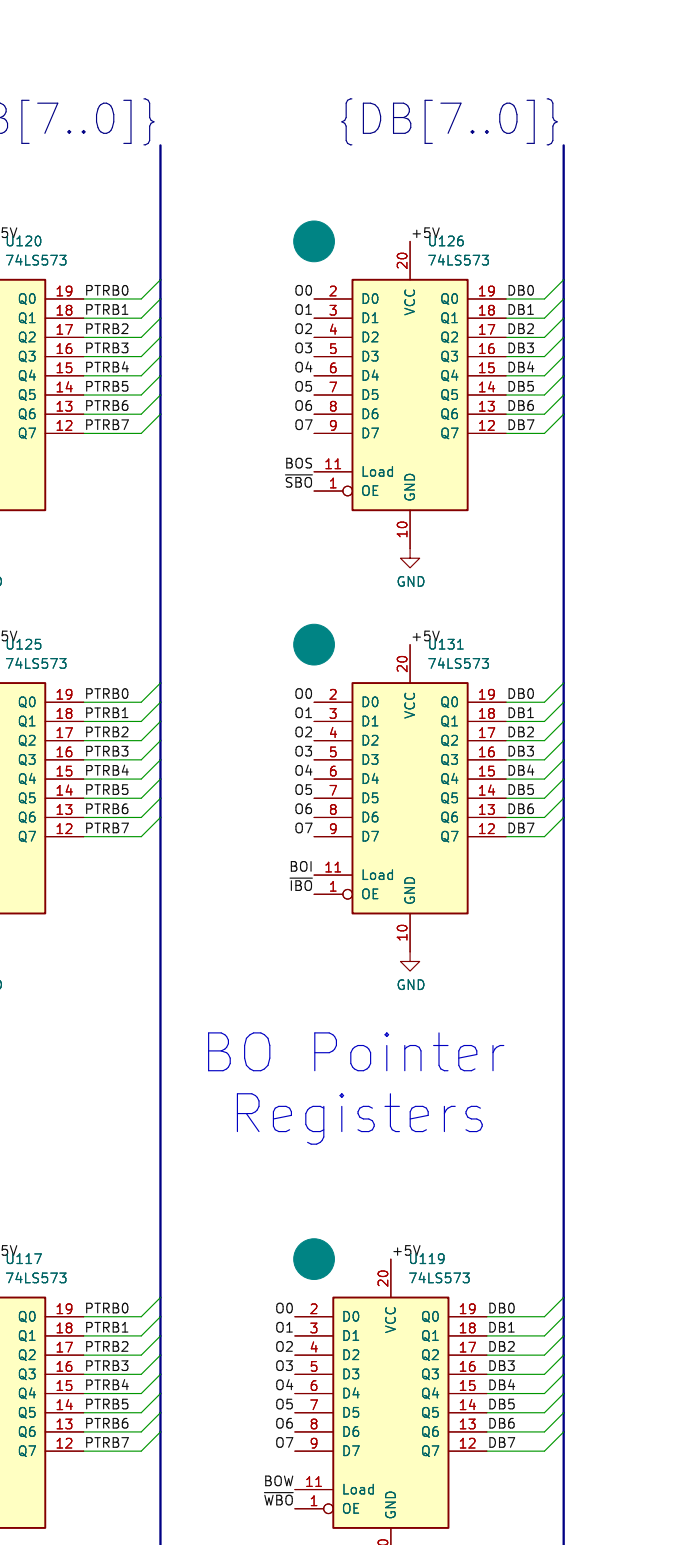 B[7..0]} {DB[7..0]}
5V
U120
74LS573
19 PTRB0
Q0
18 PTRB1
Q1
17 PTRB2
Q2
16 PTRB3
Q3
15 PTRB4
Q4
14 PTRB5
Q5
13 PTRB6
Q6
12 PTRB7
Q7
+5V
U126
74LS573
20
VCC
O0 2 D0 Q0 19 DB0
O1 3 D1 Q1 18 DB1
O2 4 D2 Q2 17 DB2
O3 5 D3 Q3 16 DB3
O4 6 D4 Q4 15 DB4
O5 7 D5 Q5 14 DB5
O6 8 D6 Q6 13 DB6
O7 9 D7 Q7 12 DB7
BOS 11 Load
SBO 1 OE
GND
10
GND
5V
U125
74LS573
19 PTRB0
Q0
18 PTRB1
Q1
17 PTRB2
Q2
16 PTRB3
Q3
15 PTRB4
Q4
14 PTRB5
Q5
13 PTRB6
Q6
12 PTRB7
Q7
+5V
U131
74LS573
20
VCC
O0 2 D0 Q0 19 DB0
O1 3 D1 Q1 18 DB1
O2 4 D2 Q2 17 DB2
O3 5 D3 Q3 16 DB3
O4 6 D4 Q4 15 DB4
O5 7 D5 Q5 14 DB5
O6 8 D6 Q6 13 DB6
O7 9 D7 Q7 12 DB7
BOI 11 Load
IBO 1 OE
GND
10
GND
BO Pointer
Registers
5V
U117
74LS573
19 PTRB0
Q0
18 PTRB1
Q1
17 PTRB2
Q2
16 PTRB3
Q3
15 PTRB4
Q4
14 PTRB5
Q5
13 PTRB6
Q6
12 PTRB7
Q7
+5V
U119
74LS573
20
VCC
O0 2 D0 Q0 19 DB0
O1 3 D1 Q1 18 DB1
O2 4 D2 Q2 17 DB2
O3 5 D3 Q3 16 DB3
O4 6 D4 Q4 15 DB4
O5 7 D5 Q5 14 DB5
O6 8 D6 Q6 13 DB6
O7 9 D7 Q7 12 DB7
BOW 11 Load
WBO 1 OE
GND